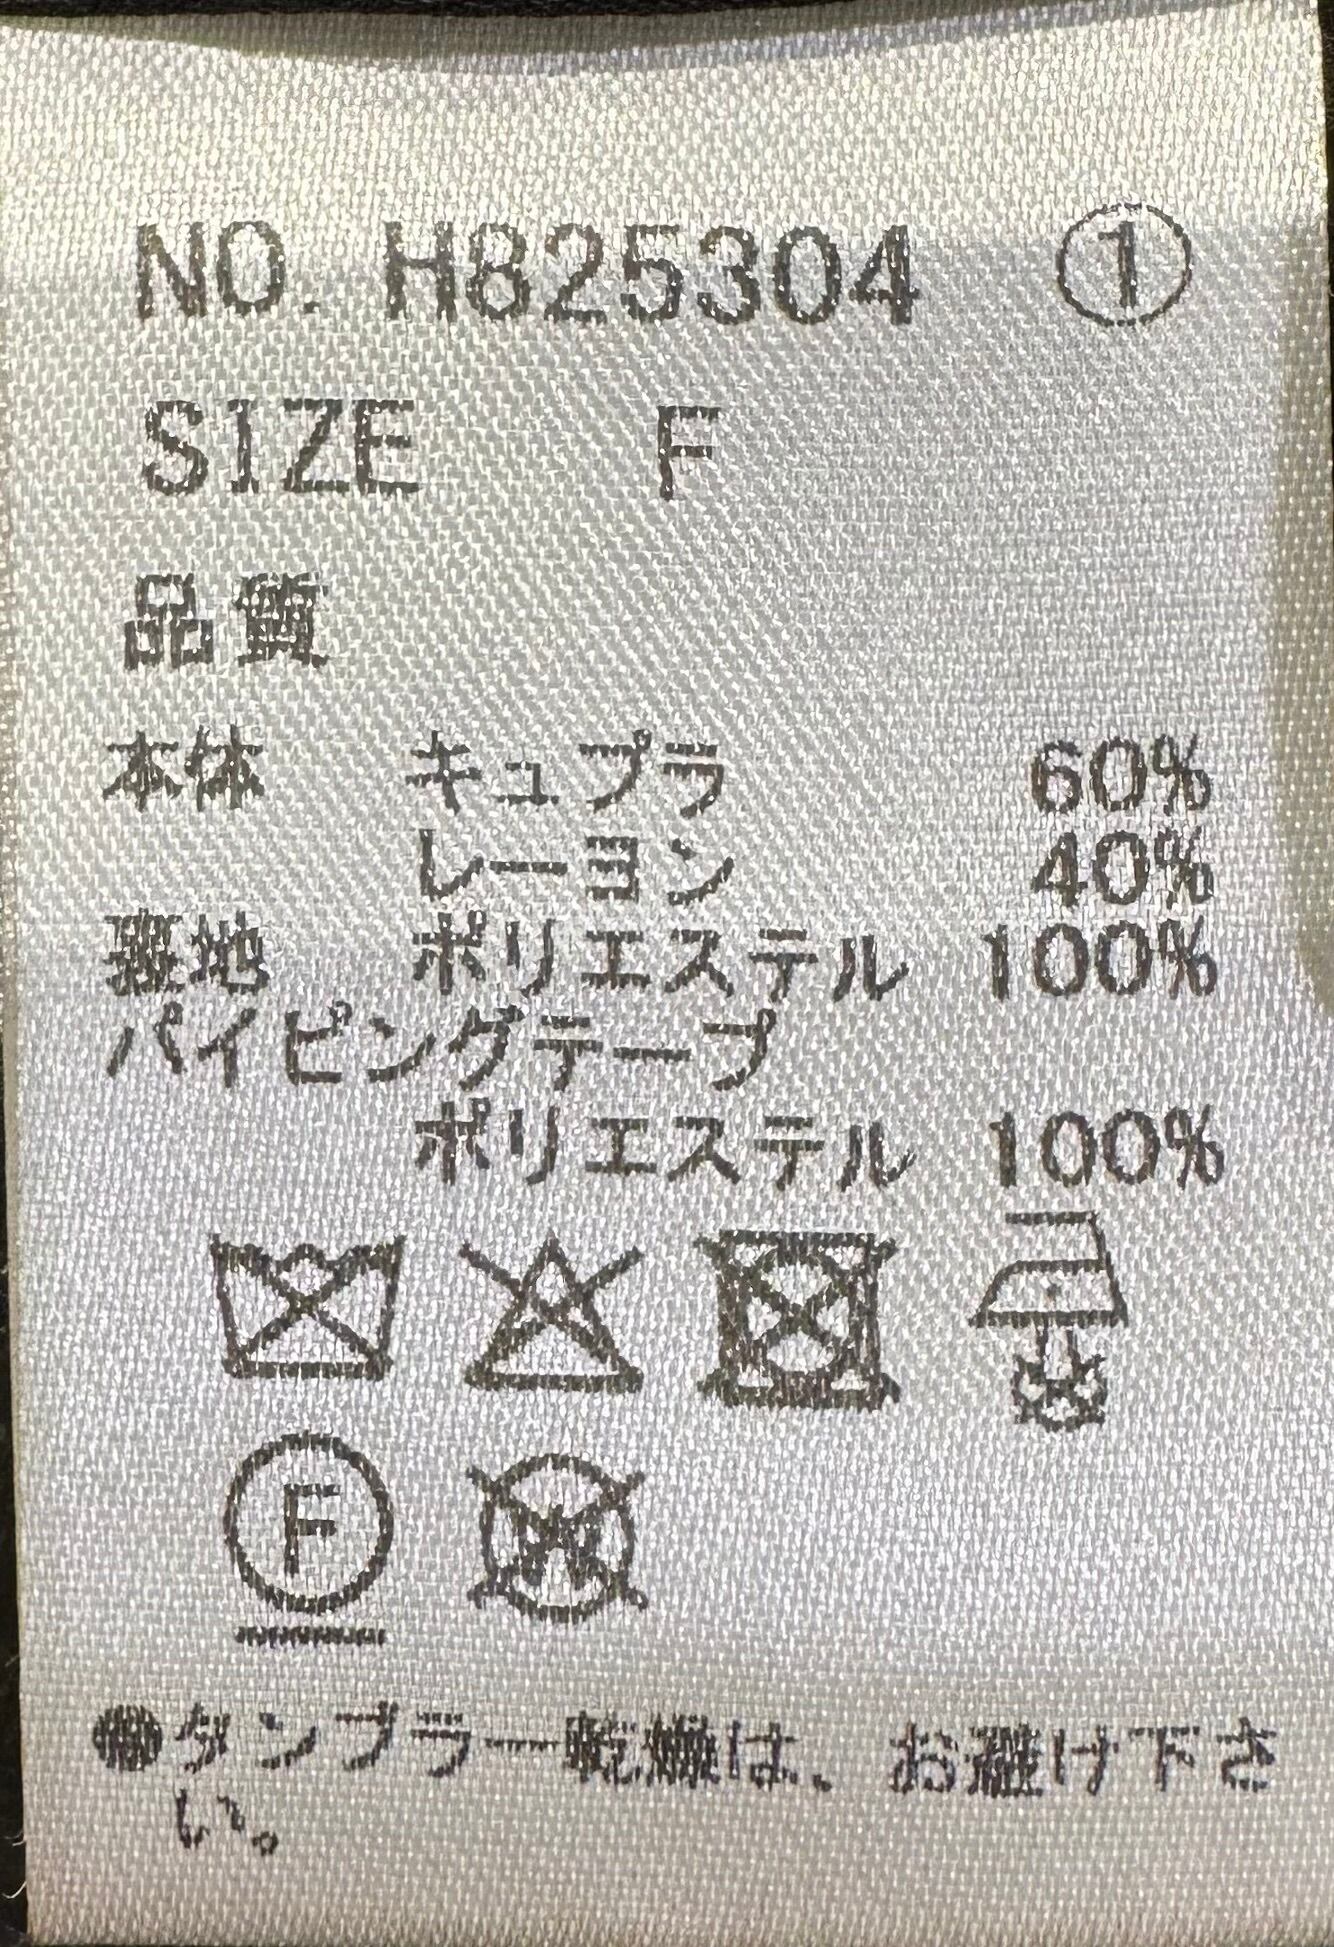 NO. H825304 ①
SIZE F
品質
本体 キュプラ 60%
レーヨン 40%
裏地 ポリエステル 100%
パイピングテープ
ポリエステル 100%
F
W
●タンブラー乾燥は、お避け下さ
い。